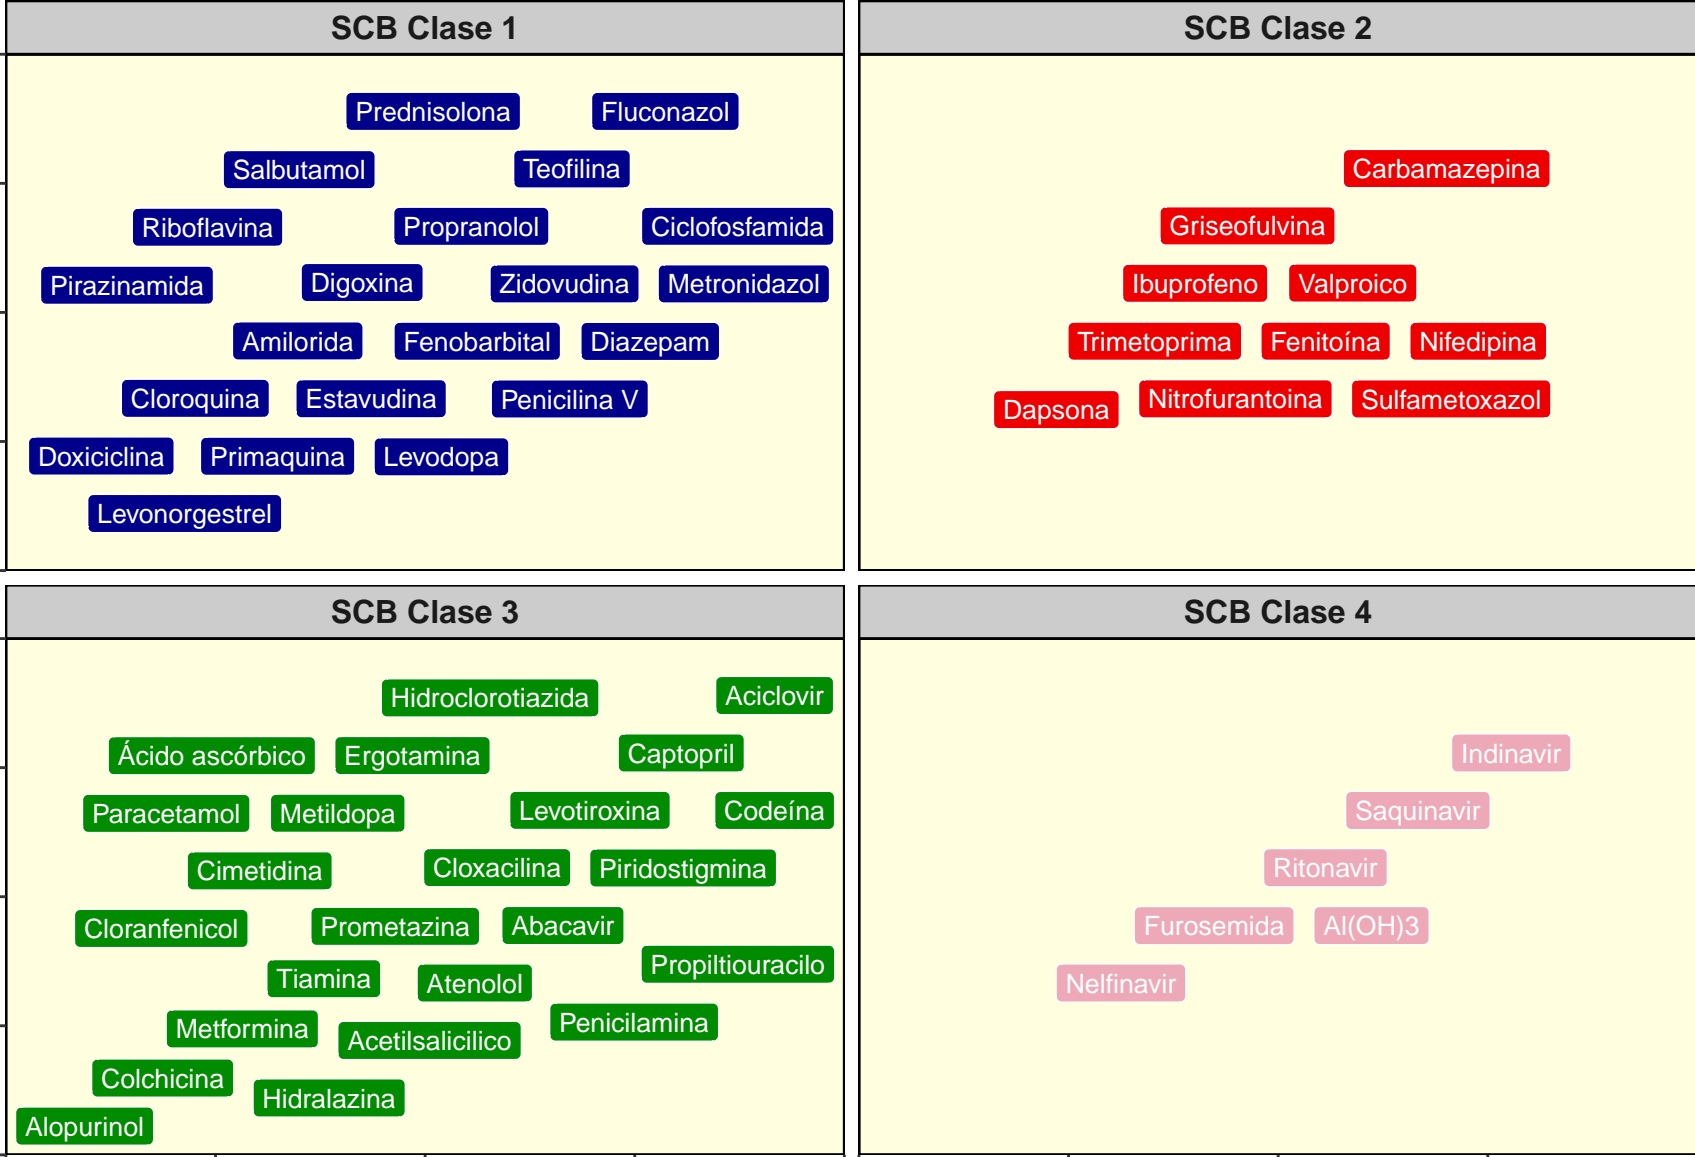 SCB Clase 1
Prednisolona Fluconazol
Salbutamol Teofilina
Riboflavina Propranolol Ciclofosfamida
Pirazinamida Digoxina Zidovudina Metronidazol
Amilorida Fenobarbital Diazepam
Cloroquina Estavudina Penicilina V
Doxiciclina Primaquina Levodopa
Levonorgestrel
SCB Clase 2
Carbamazepina
Griseofulvina
Ibuprofeno Valproico
Trimetoprima Fenitoína Nifedipina
Dapsona Nitrofurantoina Sulfametoxazol
SCB Clase 3
Hidroclorotiazida Aciclovir
Ácido ascórbico Ergotamina Captopril
Paracetamol Metildopa Levotiroxina Codeína
Cimetidina Cloxacilina Piridostigmina
Cloranfenicol Prometazina Abacavir
Propiltiouracilo
Tiamina Atenolol
Metformina Acetilsalicilico Penicilamina
Colchicina Hidralazina
Alopurinol
SCB Clase 4
Indinavir
Saquinavir
Ritonavir
Furosemida Al(OH)3
Nelfinavir